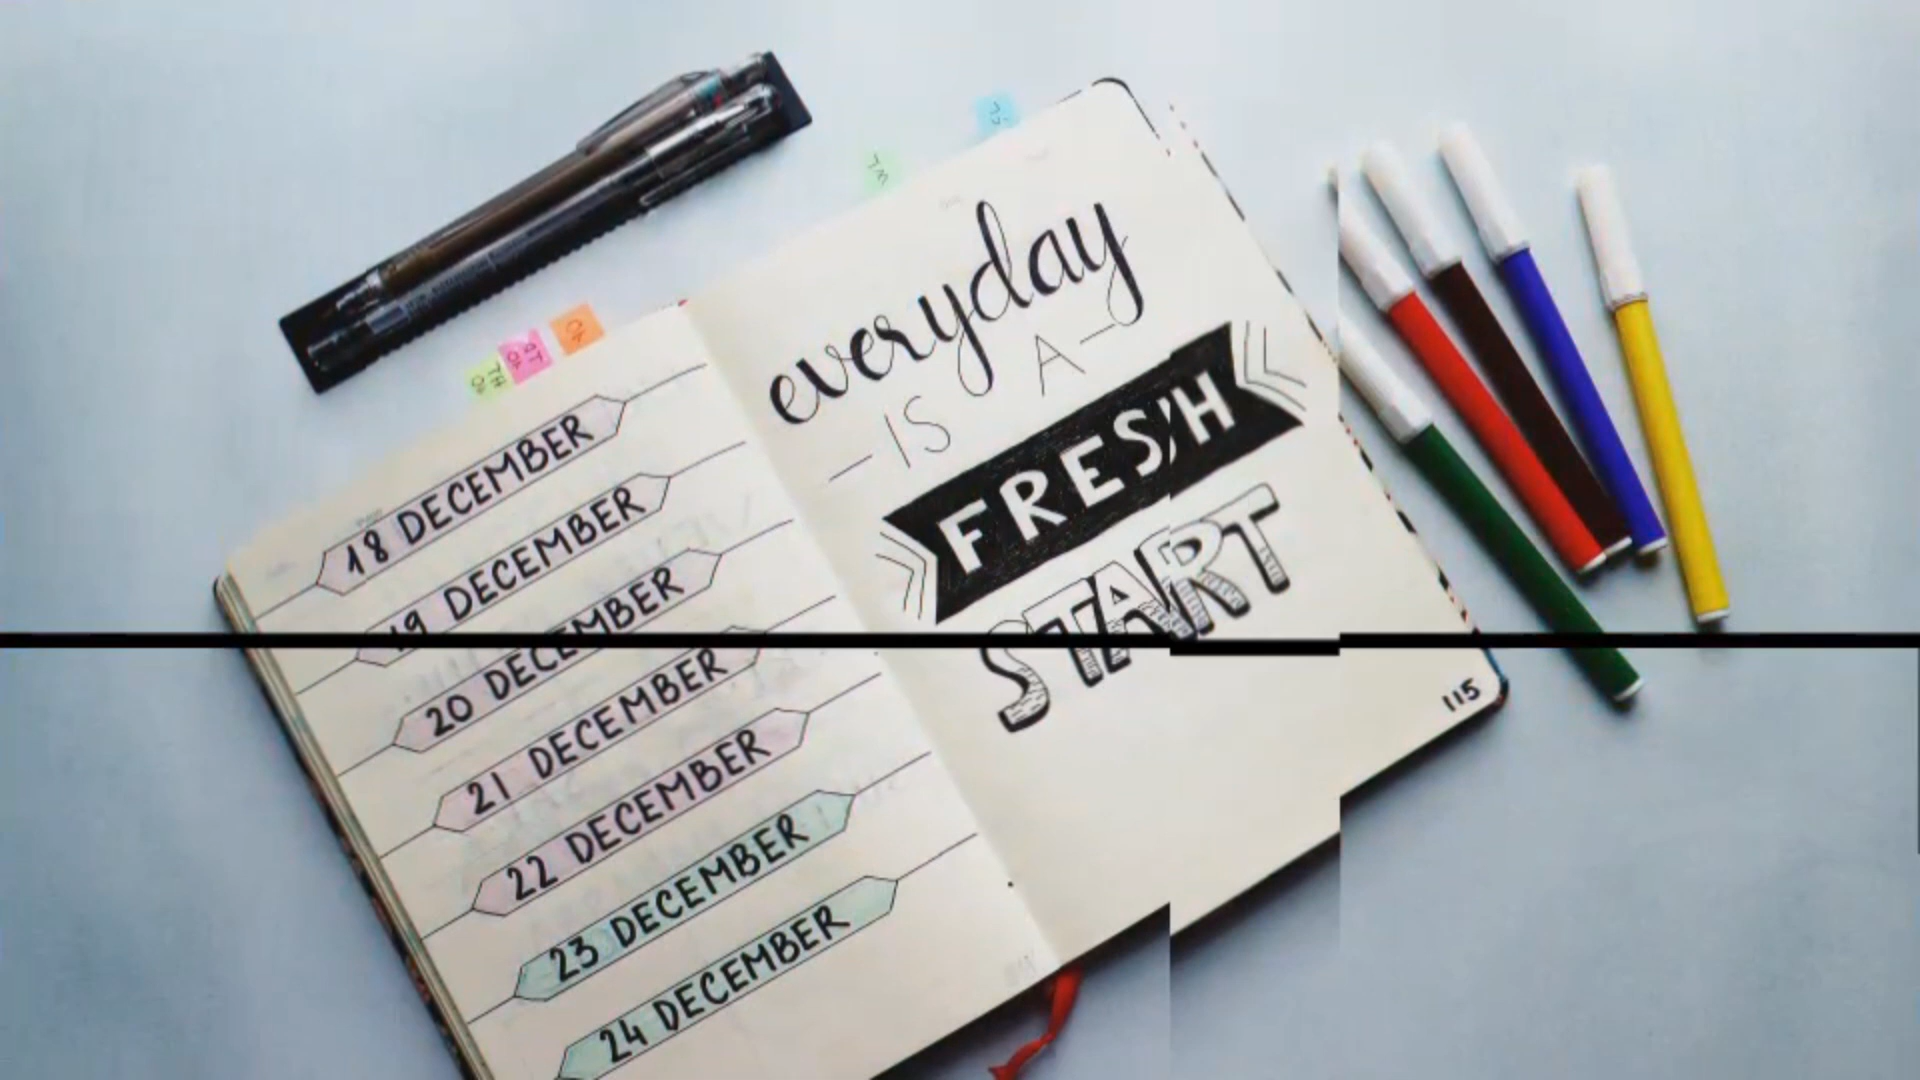 18 DECEMBER
19 DECEMBER
20 DECEMBER
21 DECEMBER
22 DECEMBER
23 DECEMBER
24 DECEMBER
everyday
IS A
FRESH
START
115